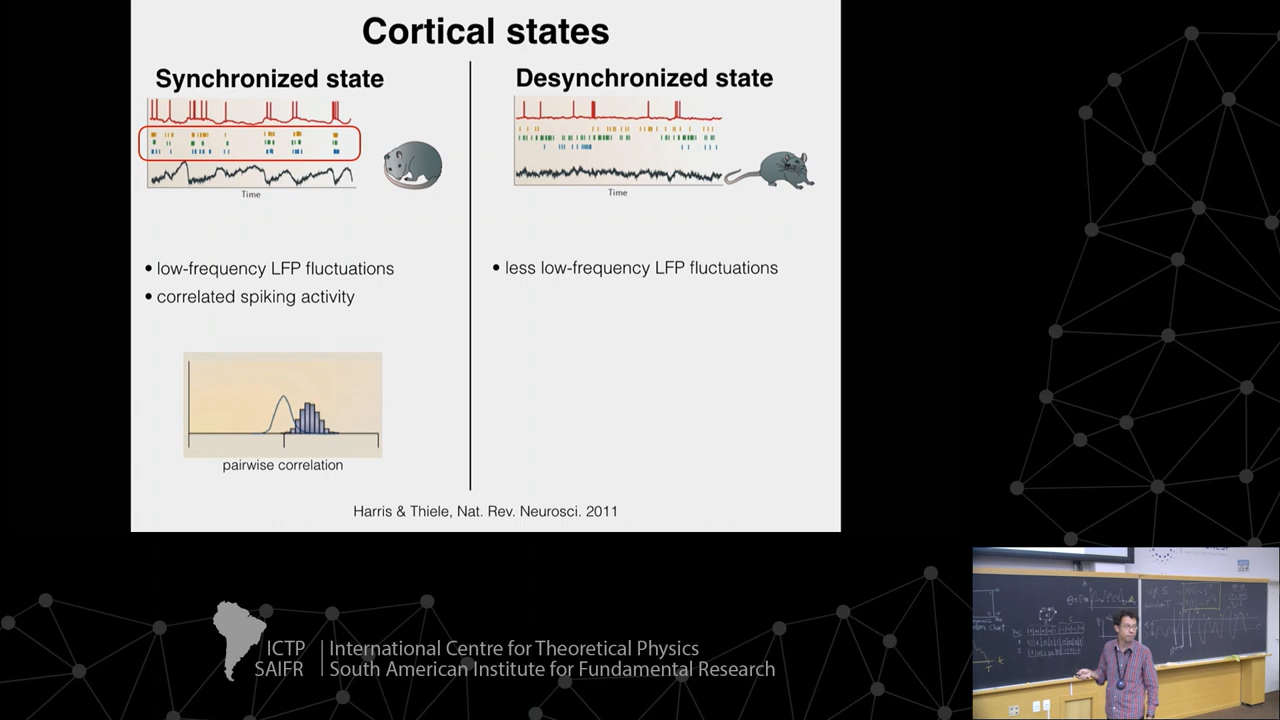 Cortical states
Synchronized state
Time
• low-frequency LFP fluctuations
• correlated spiking activity
pairwise correlation
Desynchronized state
Time
• less low-frequency LFP fluctuations
Harris & Thiele, Nat. Rev. Neurosci. 2011
ICTP | International Centre for Theoretical Physics
SAIFR | South American Institute for Fundamental Research